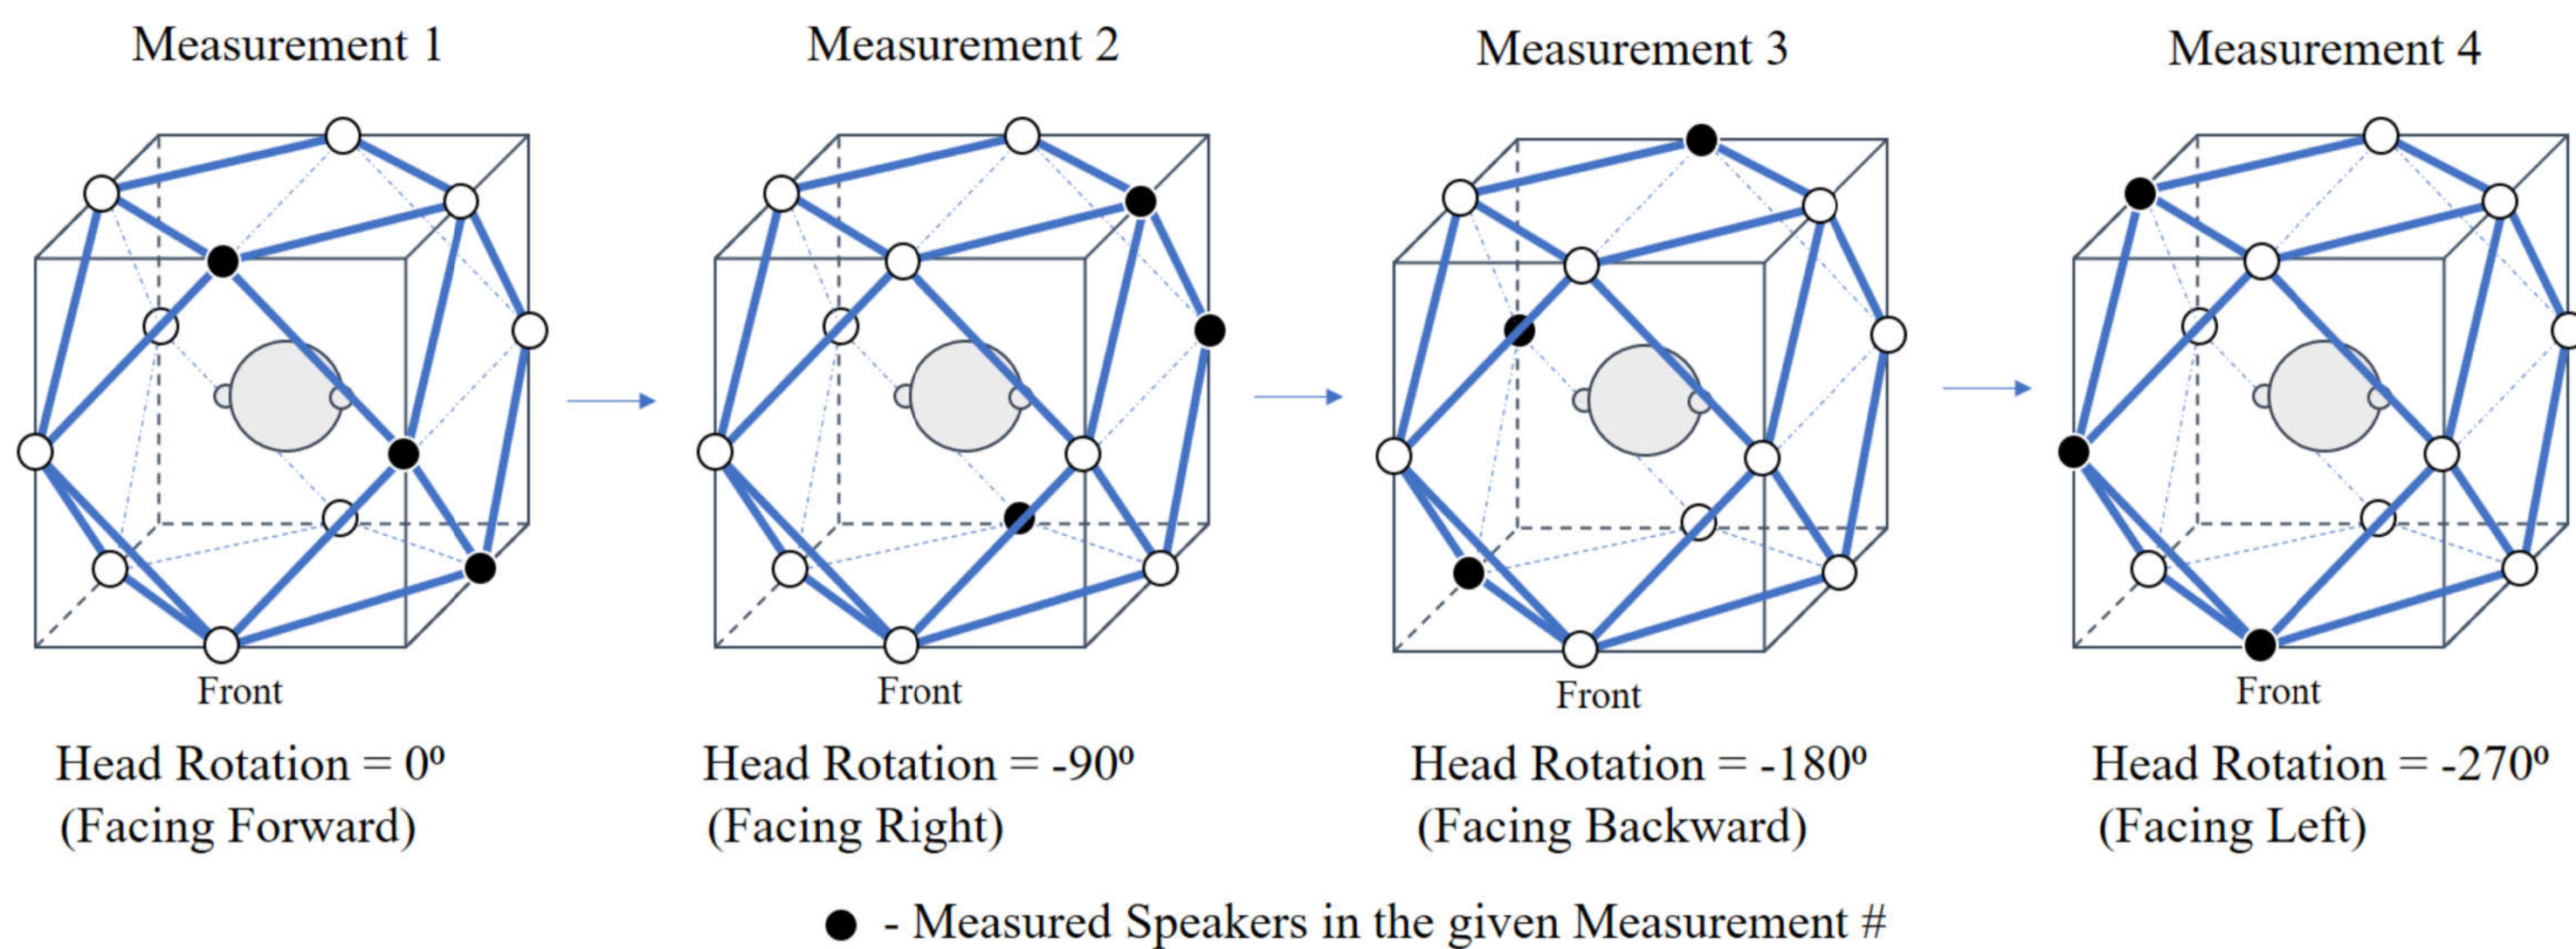 Measurement 1
Measurement 2
Measurement 3
Measurement 4
Front
Front
Front
Front
Head Rotation = 0º
(Facing Forward)
Head Rotation = -90º
(Facing Right)
Head Rotation = -180º
(Facing Backward)
Head Rotation = -270º
(Facing Left)
- Measured Speakers in the given Measurement #